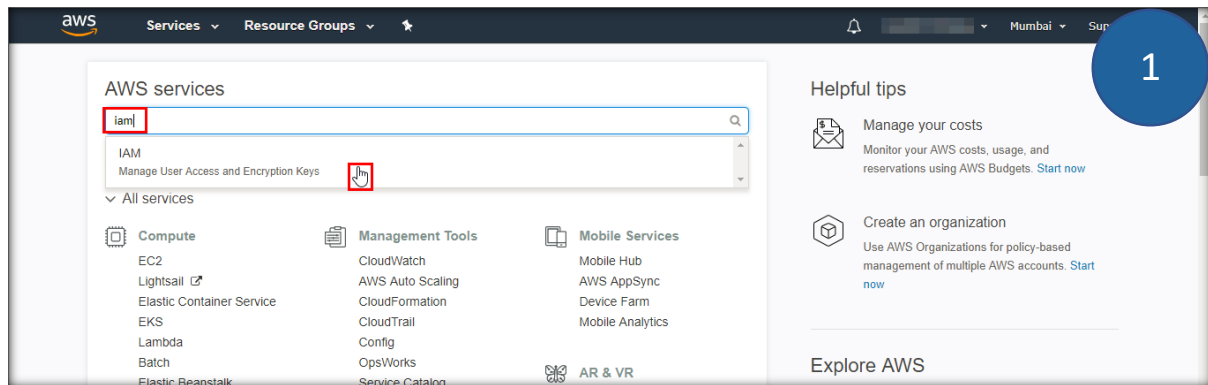 aws
Services
Resource Groups
Mumbai
1
AWS services
iam
IAM
Manage User Access and Encryption Keys
All services
Compute
EC2
Lightsail
Elastic Container Service
EKS
Lambda
Batch
Elastic Beanstalk
Management Tools
CloudWatch
AWS Auto Scaling
CloudFormation
CloudTrail
Config
OpsWorks
Service Catalog
Mobile Services
Mobile Hub
AWS AppSync
Device Farm
Mobile Analytics
AR & VR
Helpful tips
Manage your costs
Monitor your AWS costs, usage, and
reservations using AWS Budgets. Start now
Create an organization
Use AWS Organizations for policy-based
management of multiple AWS accounts. Start
now
Explore AWS